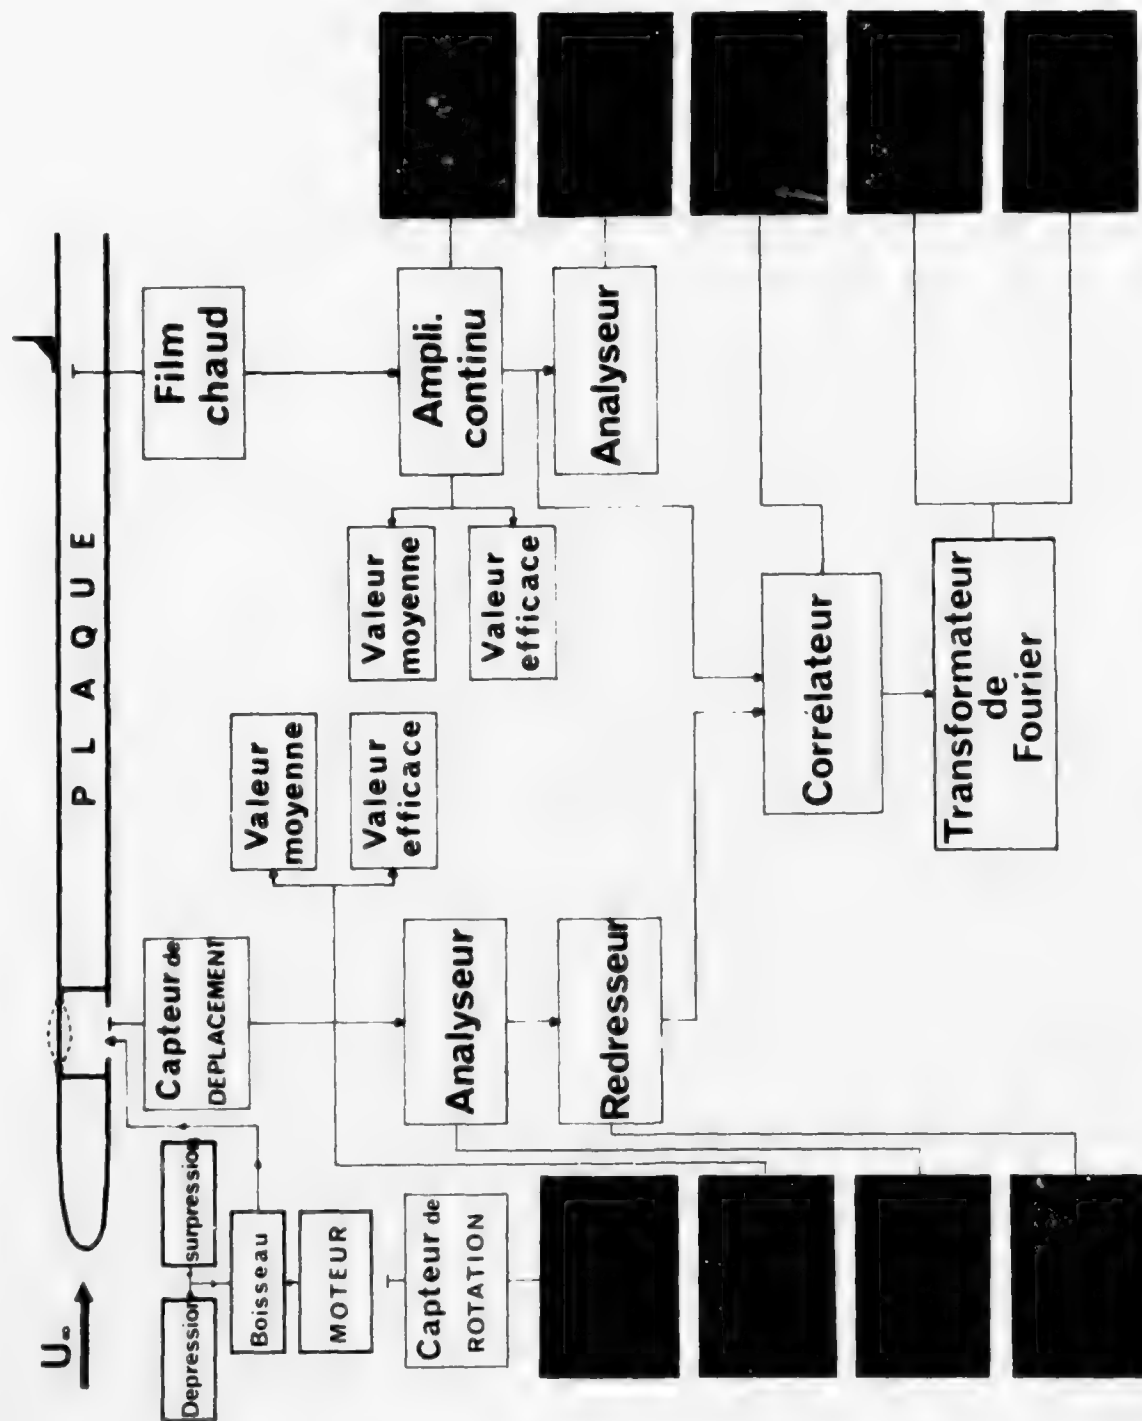 U∞
PLAQUE
Depression
surpression
Boisseau
MOTEUR
Capteur de
ROTATION
Capteur de
DEPLACEMENT
Valeur
moyenne
Valeur
efficace
Analyseur
Redresseur
Film
chaud
Ampli.
continu
Valeur
moyenne
Valeur
efficace
Analyseur
Corrélateur
Transformateur
de
Fourier